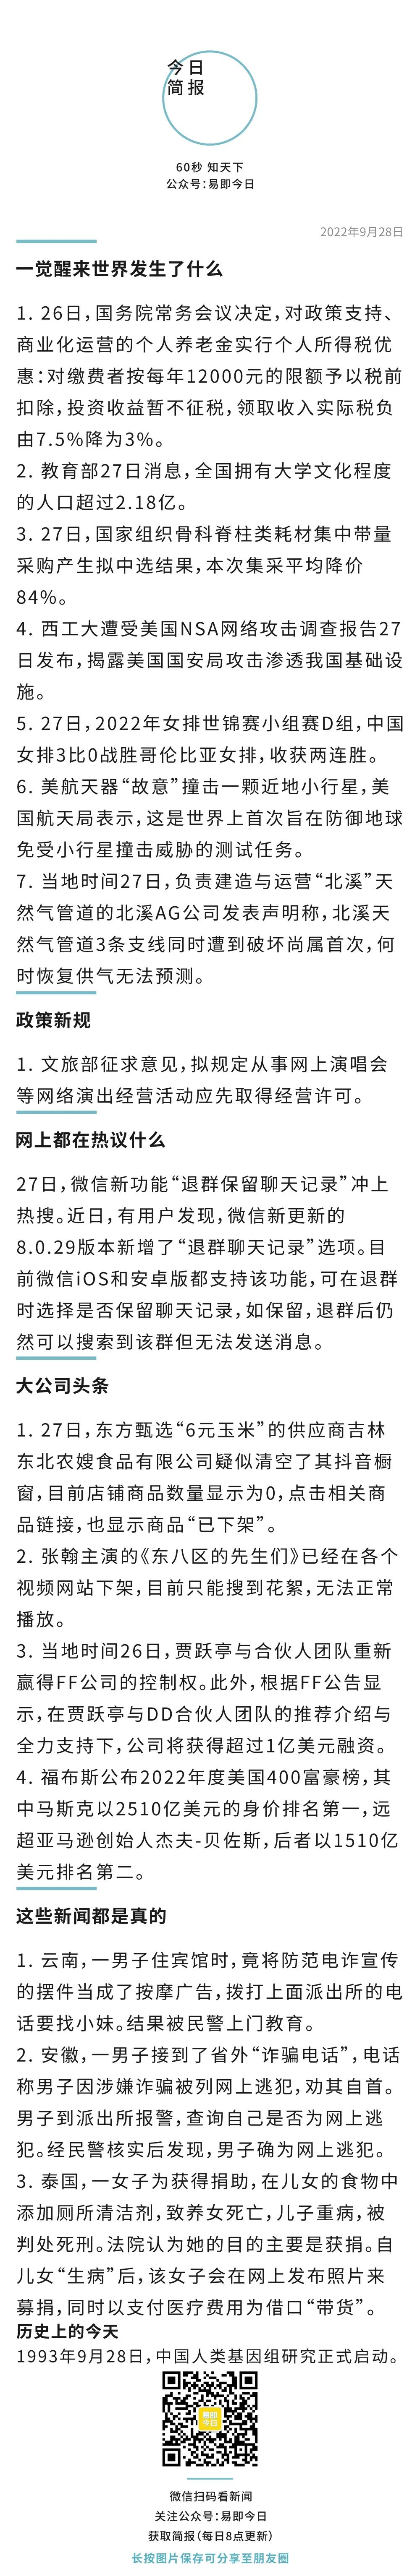 今日
简报
60秒 知天下
公众号：易即今日
2022年9月28日
一觉醒来世界发生了什么
1. 26日，国务院常务会议决定，对政策支持、
商业化运营的个人养老金实行个人所得税优
惠：对缴费者按每年12000元的限额予以税前
扣除，投资收益暂不征税，领取收入实际税负
由7.5%降为3%。
2. 教育部27日消息，全国拥有大学文化程度
的人口超过2.18亿。
3. 27日，国家组织骨科脊柱类耗材集中带量
采购产生拟中选结果，本次集采平均降价
84%。
4. 西工大遭受美国NSA网络攻击调查报告27
日发布，揭露美国国安局攻击渗透我国基础设
施。
5. 27日，2022年女排世锦赛小组赛D组，中国
女排3比0战胜哥伦比亚女排，收获两连胜。
6. 美航天器“故意”撞击一颗近地小行星，美
国航天局表示，这是世界上首次旨在防御地球
免受小行星撞击威胁的测试任务。
7. 当地时间27日，负责建造与运营“北溪”天
然气管道的北溪AG公司发表声明称，北溪天
然气管道3条支线同时遭到破坏尚属首次，何
时恢复供气无法预测。
政策新规
1. 文旅部征求意见，拟规定从事网上演唱会
等网络演出经营活动应先取得经营许可。
网上都在热议什么
27日，微信新功能“退群保留聊天记录”冲上
热搜。近日，有用户发现，微信新更新的
8.0.29版本新增了“退群聊天记录”选项。目
前微信iOS和安卓版都支持该功能，可在退群
时选择是否保留聊天记录，如保留，退群后仍
然可以搜索到该群但无法发送消息。
大公司头条
1. 27日，东方甄选“6元玉米”的供应商吉林
东北农嫂食品有限公司疑似清空了其抖音橱
窗，目前店铺商品数量显示为0，点击相关商
品链接，也显示商品“已下架”。
2. 张翰主演的《东八区的先生们》已经在各个
视频网站下架，目前只能搜到花絮，无法正常
播放。
3. 当地时间26日，贾跃亭与合伙人团队重新
赢得FF公司的控制权。此外，根据FF公告显
示，在贾跃亭与DD合伙人团队的推荐介绍与
全力支持下，公司将获得超过1亿美元融资。
4. 福布斯公布2022年度美国400富豪榜，其
中马斯克以2510亿美元的身价排名第一，远
超亚马逊创始人杰夫-贝佐斯，后者以1510亿
美元排名第二。
这些新闻都是真的
1. 云南，一男子住宾馆时，竟将防范电诈宣传
的摆件当成了按摩广告，拨打上面派出所的电
话要找小妹。结果被民警上门教育。
2. 安徽，一男子接到了省外“诈骗电话”，电话
称男子因涉嫌诈骗被列网上逃犯，劝其自首。
男子到派出所报警，查询自己是否为网上逃
犯。经民警核实后发现，男子确为网上逃犯。
3. 泰国，一女子为获得捐助，在儿女的食物中
添加厕所清洁剂，致养女死亡，儿子重病，被
判处死刑。法院认为她的目的主要是获捐。自
儿女“生病”后，该女子会在网上发布照片来
募捐，同时以支付医疗费用为借口“带货”。
历史上的今天
1993年9月28日，中国人类基因组研究正式启动。
易即
今日
微信扫码看新闻
关注公众号：易即今日
获取简报（每日8点更新）
长按图片保存可分享至朋友圈